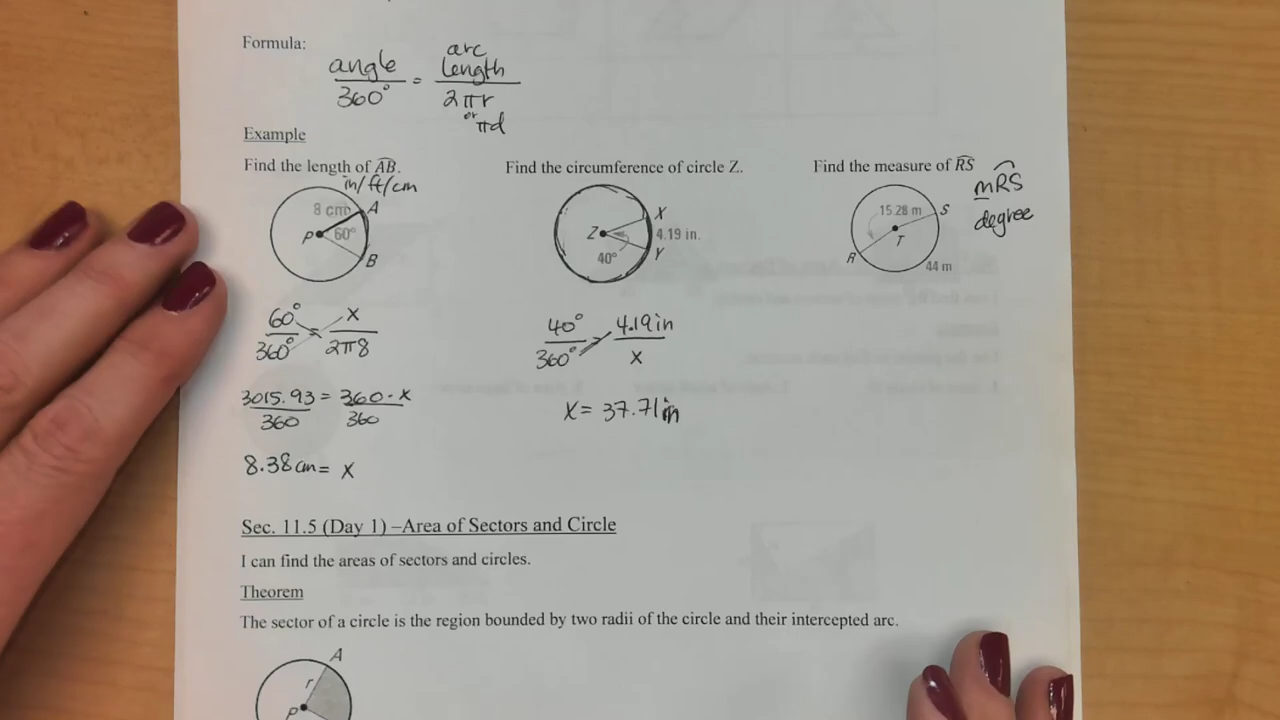 Formula:
angle
360°
=
arc
length
2πr
or πd
Example
Find the length of AB.
in/ft/cm
8 cm
A
P
60°
B
60°
360°
=
x
2π8
3015.93 = 360·x
360
360
8.38 cm = x
Find the circumference of circle Z.
X
Z
4.19 in.
40°
Y
40°
360°
=
4.19in
x
x = 37.71in
Find the measure of RS
mRS
degree
15.28 m
S
T
R
44 m
Sec. 11.5 (Day 1) –Area of Sectors and Circle
I can find the areas of sectors and circles.
Theorem
The sector of a circle is the region bounded by two radii of the circle and their intercepted arc.
A
r
P